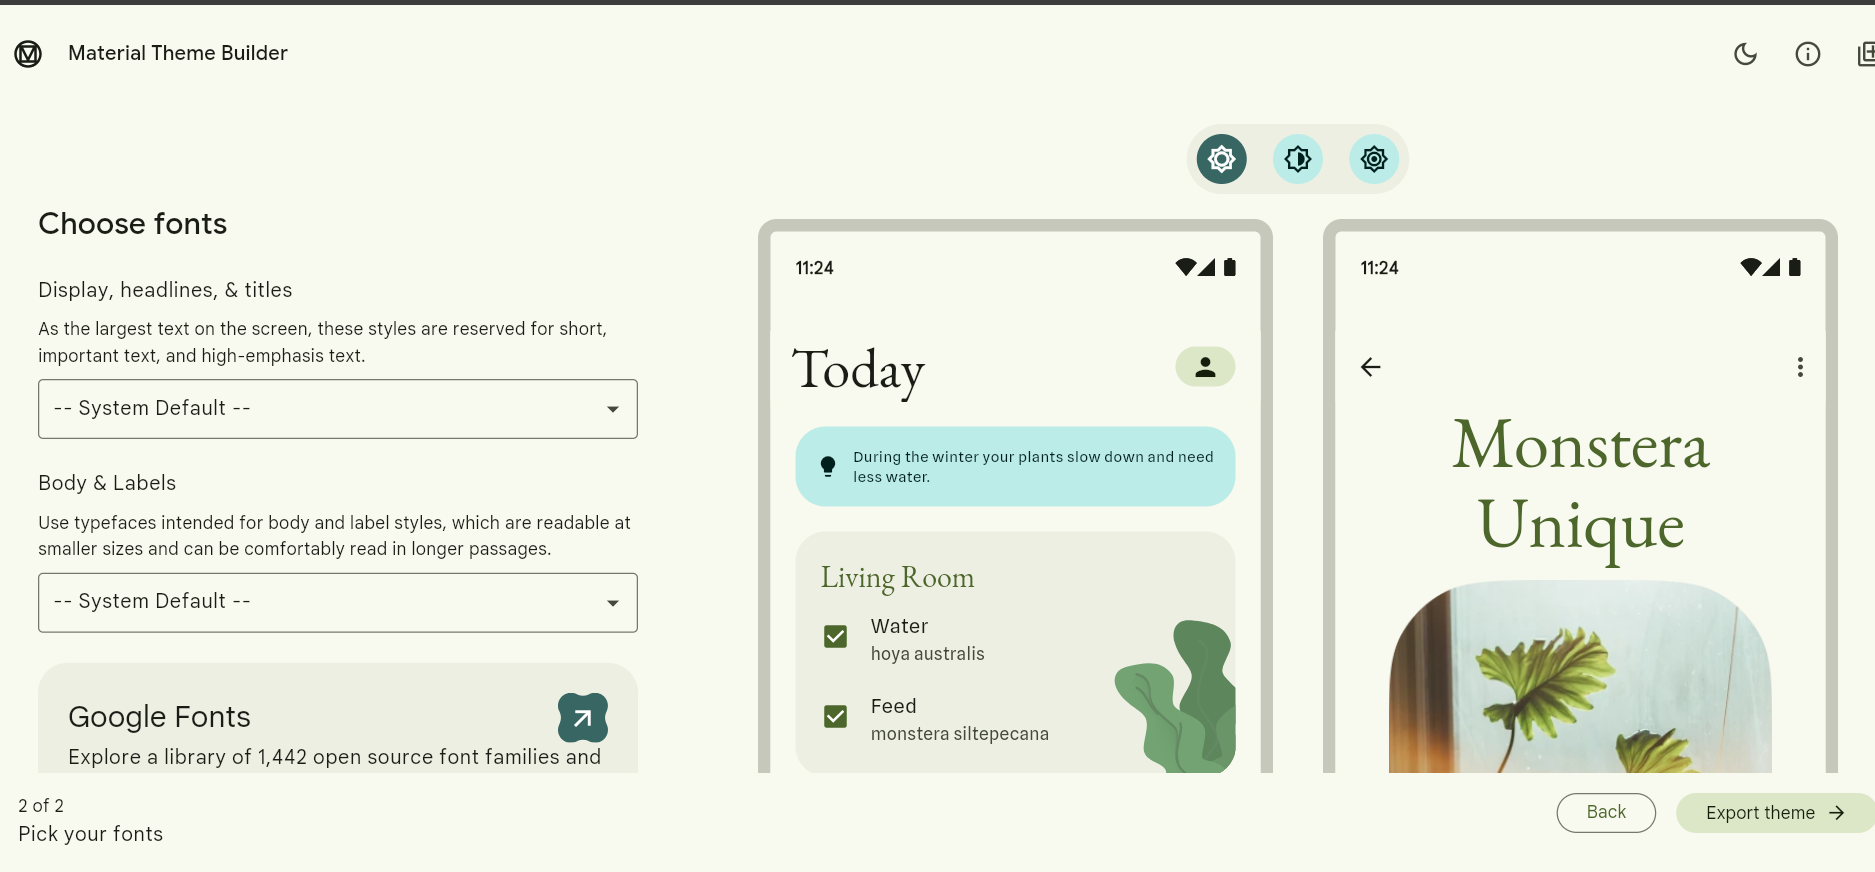 Material Theme Builder
Choose fonts
Display, headlines, & titles
As the largest text on the screen, these styles are reserved for short,
important text, and high-emphasis text.
-- System Default --
Body & Labels
Use typefaces intended for body and label styles, which are readable at
smaller sizes and can be comfortably read in longer passages.
-- System Default --
Google Fonts
Explore a library of 1,442 open source font families and
11:24
Today
During the winter your plants slow down and need
less water.
Living Room
Water
hoya australis
Feed
monstera siltepecana
11:24
Monstera
Unique
2 of 2
Pick your fonts
Back
Export theme